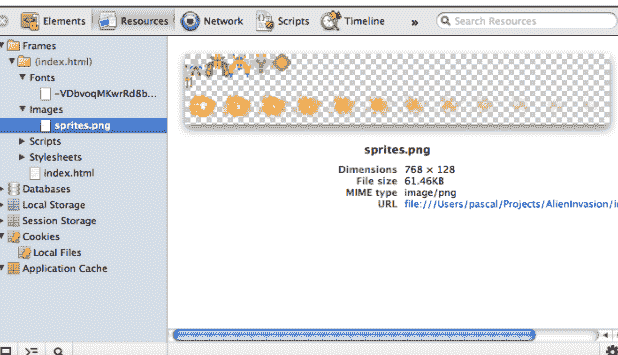 Elements Resources Network Scripts Timeline » Search Resources
Frames
(index.html)
Fonts
~VDbvoqMKwrRd8b...
Images
sprites.png
Scripts
Stylesheets
index.html
Databases
Local Storage
Session Storage
Cookies
Local Files
Application Cache
sprites.png
Dimensions 768 × 128
File size 61.46KB
MIME type image/png
URL file:///Users/pascal/Projects/AlienInvasion/i